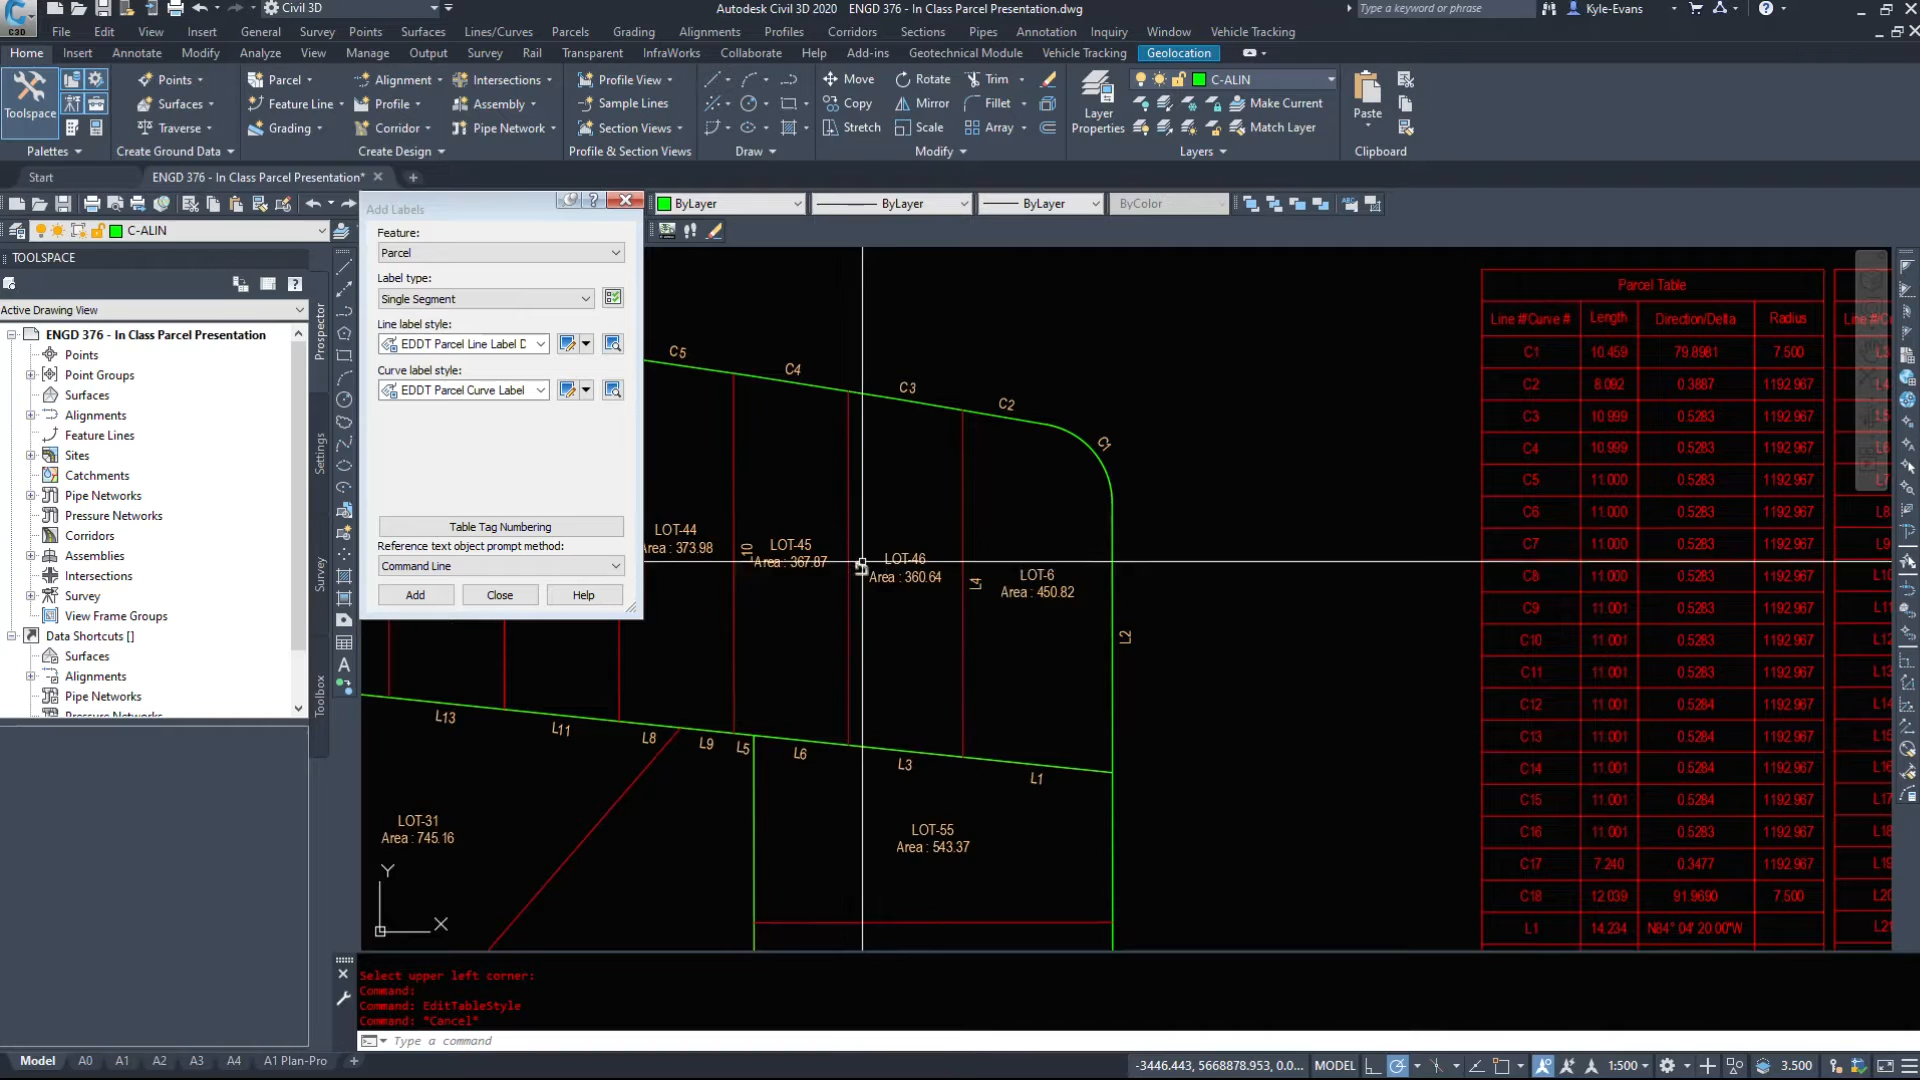 Autodesk Civil 3D 2020 ENGD 376 - In Class Parcel Presentation.dwg
Civil 3D
Type a keyword or phrase
Kyle-Evans
C3D
File Edit View Insert General Survey Points Surfaces Lines/Curves Parcels Grading Alignments Profiles Corridors Sections Pipes Annotation Inquiry Window Vehicle Tracking
Home Insert Annotate Modify Analyze View Manage Output Survey Rail Transparent InfraWorks Collaborate Help Add-ins Geotechnical Module Vehicle Tracking Geolocation
Points Parcel Alignment Intersections Profile View Move Rotate Trim C-ALIN
Toolspace Surfaces Feature Line Profile Assembly Sample Lines Copy Mirror Fillet Layer Properties Make Current Paste
Traverse Grading Corridor Pipe Network Section Views Stretch Scale Array Match Layer
Palettes Create Ground Data Create Design Profile & Section Views Draw Modify Layers Clipboard
Start ENGD 376 - In Class Parcel Presentation*
ByLayer ByLayer ByLayer ByColor
C-ALIN
TOOLSPACE
Active Drawing View
ENGD 376 - In Class Parcel Presentation
Points
Point Groups
Surfaces
Alignments
Feature Lines
Sites
Catchments
Pipe Networks
Pressure Networks
Corridors
Assemblies
Intersections
Survey
View Frame Groups
Data Shortcuts []
Surfaces
Alignments
Pipe Networks
Pressure Networks
Prospector
Settings
Survey
Toolbox
Add Labels
Feature:
Parcel
Label type:
Single Segment
Line label style:
EDDT Parcel Line Label D
Curve label style:
EDDT Parcel Curve Label
Table Tag Numbering
Reference text object prompt method:
Command Line
Add Close Help
C5
C4
C3
C2
C1
LOT-44
Area : 373.98
10
LOT-45
Area : 367.87
LOT-46
Area : 360.64
L4
LOT-6
Area : 450.82
L2
L13
L11
L8
L9
L5
L6
L3
L1
LOT-31
Area : 745.16
LOT-55
Area : 543.37
Y
X
Parcel Table
Line #/Curve # Length Direction/Delta Radius
C1 10.459 79.8981 7.500
C2 8.092 0.3887 1192.967
C3 10.999 0.5283 1192.967
C4 10.999 0.5283 1192.967
C5 11.000 0.5283 1192.967
C6 11.000 0.5283 1192.967
C7 11.000 0.5283 1192.967
C8 11.000 0.5283 1192.967
C9 11.001 0.5283 1192.967
C10 11.001 0.5283 1192.967
C11 11.001 0.5283 1192.967
C12 11.001 0.5284 1192.967
C13 11.001 0.5284 1192.967
C14 11.001 0.5284 1192.967
C15 11.001 0.5284 1192.967
C16 11.001 0.5283 1192.967
C17 7.240 0.3477 1192.967
C18 12.039 91.9690 7.500
L1 14.234 N84° 04' 20.00"W
Select upper left corner:
Command:
Command: EditTableStyle
Command: *Cancel*
Type a command
Model A0 A1 A2 A3 A4 A1 Plan-Pro
-3446.443, 5668878.953, 0.0... MODEL 1:500 3.500